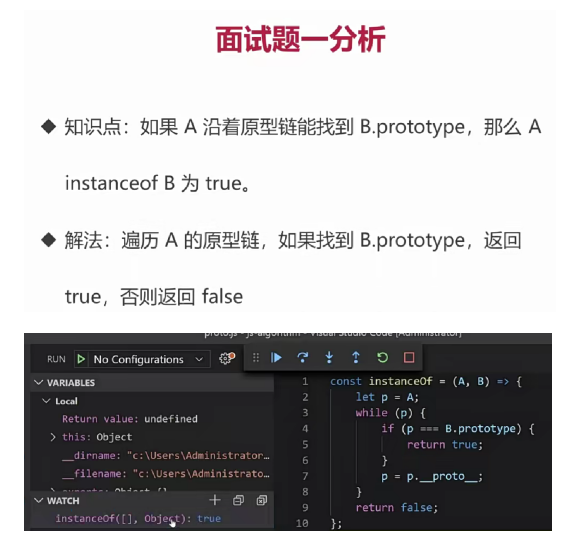 面试题一分析
◆ 知识点：如果 A 沿着原型链能找到 B.prototype，那么 A
instanceof B 为 true。
◆ 解法：遍历 A 的原型链，如果找到 B.prototype，返回
true，否则返回 false
proto.js - js-algorithm - Visual Studio Code [Administrator]
RUN No Configurations
VARIABLES
Local
Return value: undefined
this: Object
__dirname: "c:\Users\Administrator…
__filename: "c:\Users\Administrato…
WATCH
instanceOf([], Object): true
1 const instanceOf = (A, B) => {
2 let p = A;
3 while (p) {
4 if (p === B.prototype) {
5 return true;
6 }
7 p = p.__proto__;
8 }
9 return false;
10 };